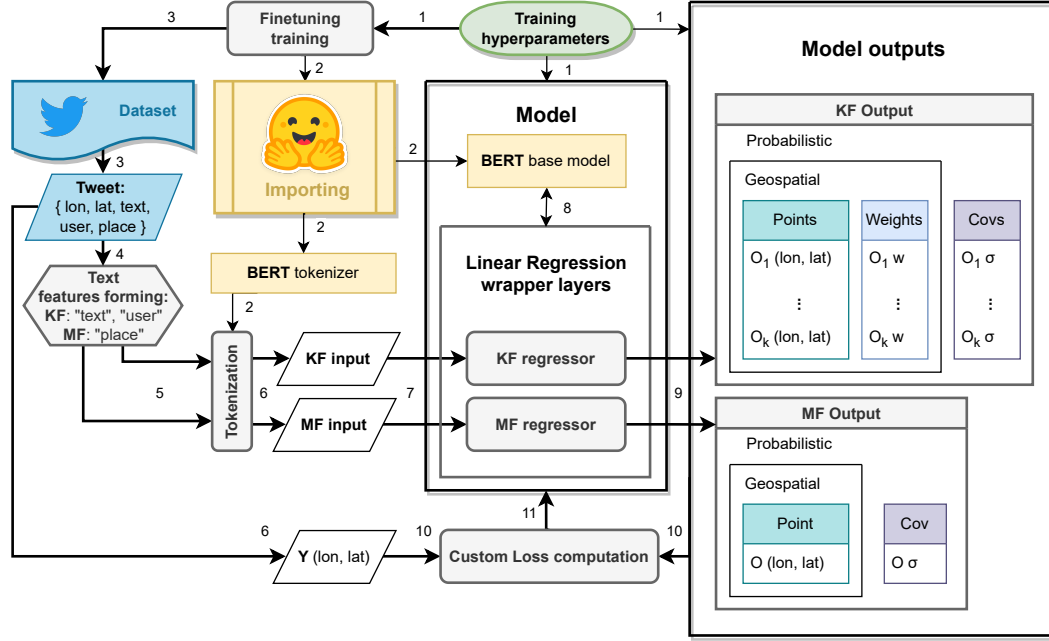 3
Finetuning
training
1
Training
hyperparameters
1
Model outputs
2
1
Dataset
Importing
Model
2
BERT base model
KF Output
Probabilistic
Geospatial
Points
Weights
Covs
O1 (lon, lat)
O1 w
O1 σ
⋮
⋮
⋮
Ok (lon, lat)
Ok w
Ok σ
3
Tweet:
{ lon, lat, text,
user, place }
2
8
4
BERT tokenizer
Linear Regression
wrapper layers
Text
features forming:
KF: "text", "user"
MF: "place"
2
Tokenization
KF input
KF regressor
5
6
7
9
MF input
MF regressor
MF Output
Probabilistic
Geospatial
Point
Cov
O (lon, lat)
O σ
11
6
Y (lon, lat)
10
Custom Loss computation
10